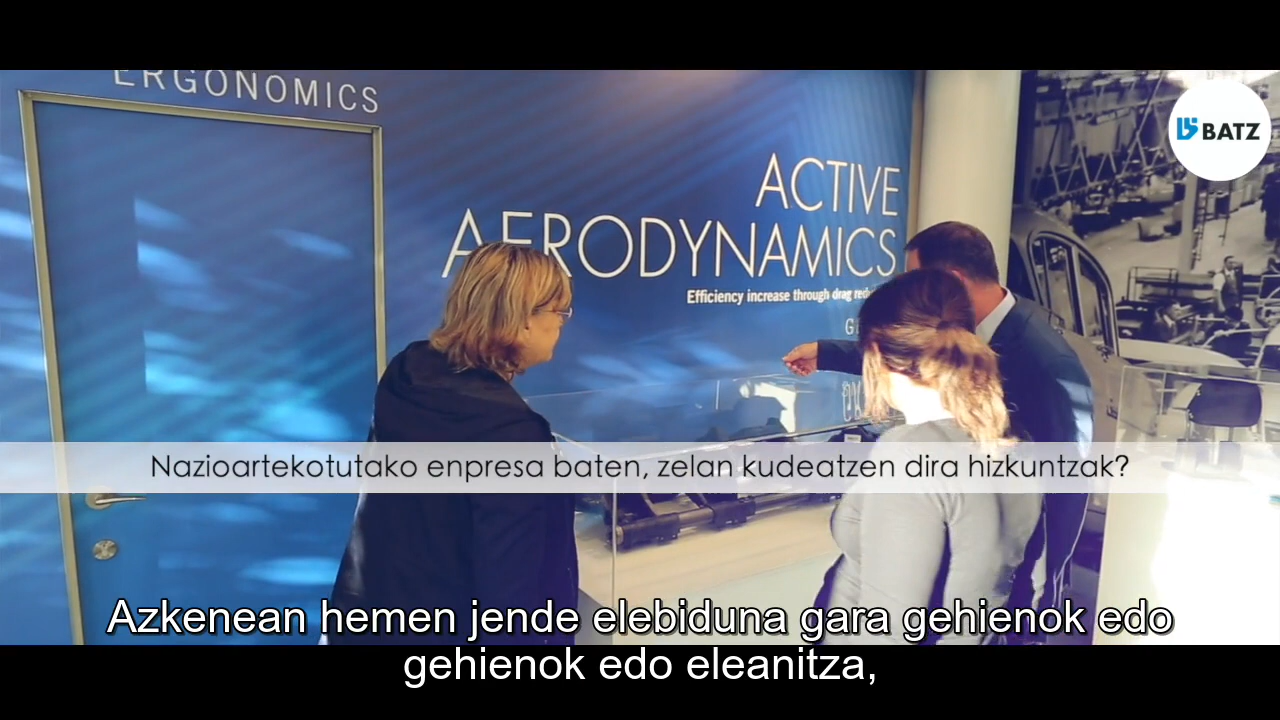 ERGONOMICS
BATZ
ACTIVE
AERODYNAMICS
Efficiency increase through drag
Nazioartekotutako enpresa baten, zelan kudeatzen dira hizkuntzak?
Azkenean hemen jende elebiduna gara gehienok edo
gehienok edo eleanitza,